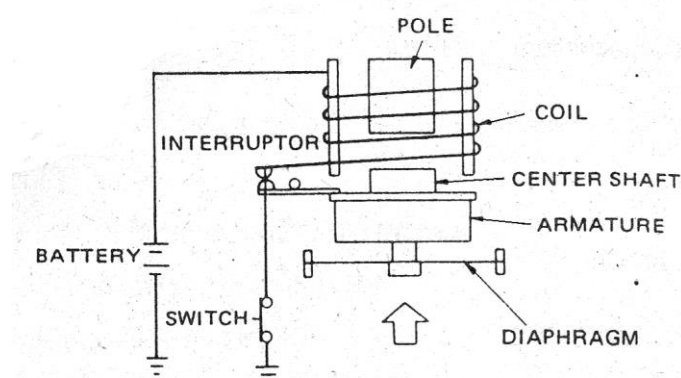 POLE
COIL
INTERRUPTOR
CENTER SHAFT
ARMATURE
BATTERY
SWITCH
DIAPHRAGM